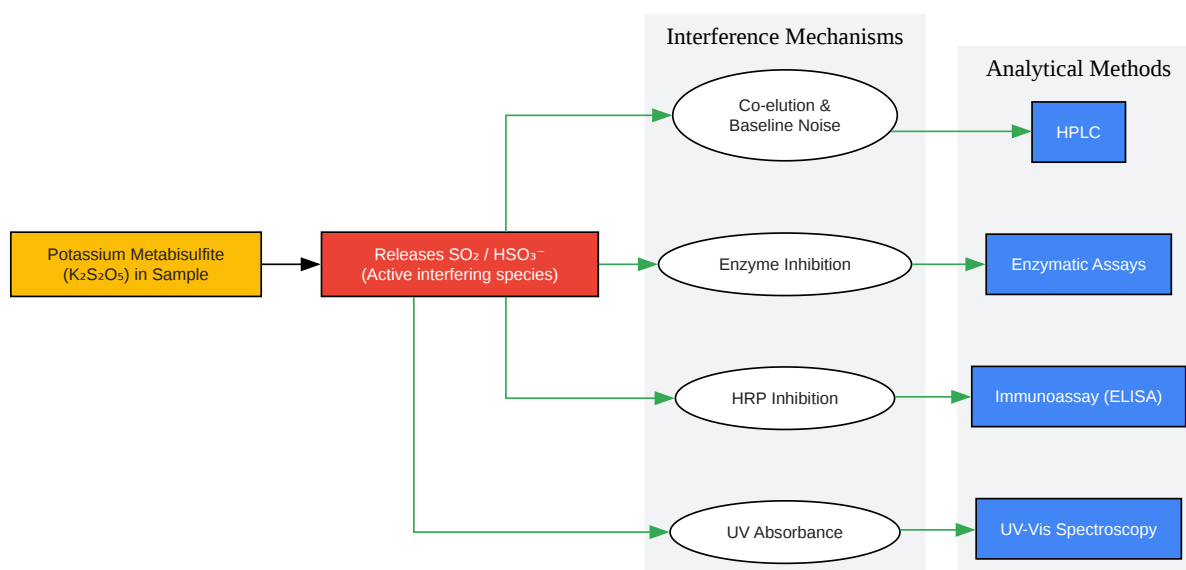 Interference Mechanisms
Analytical Methods
Co-elution &
Baseline Noise
HPLC
Potassium Metabisulfite
(K₂S₂O₅) in Sample
Releases SO₂ / HSO₃⁻
(Active interfering species)
Enzyme Inhibition
Enzymatic Assays
HRP Inhibition
Immunoassay (ELISA)
UV Absorbance
UV-Vis Spectroscopy